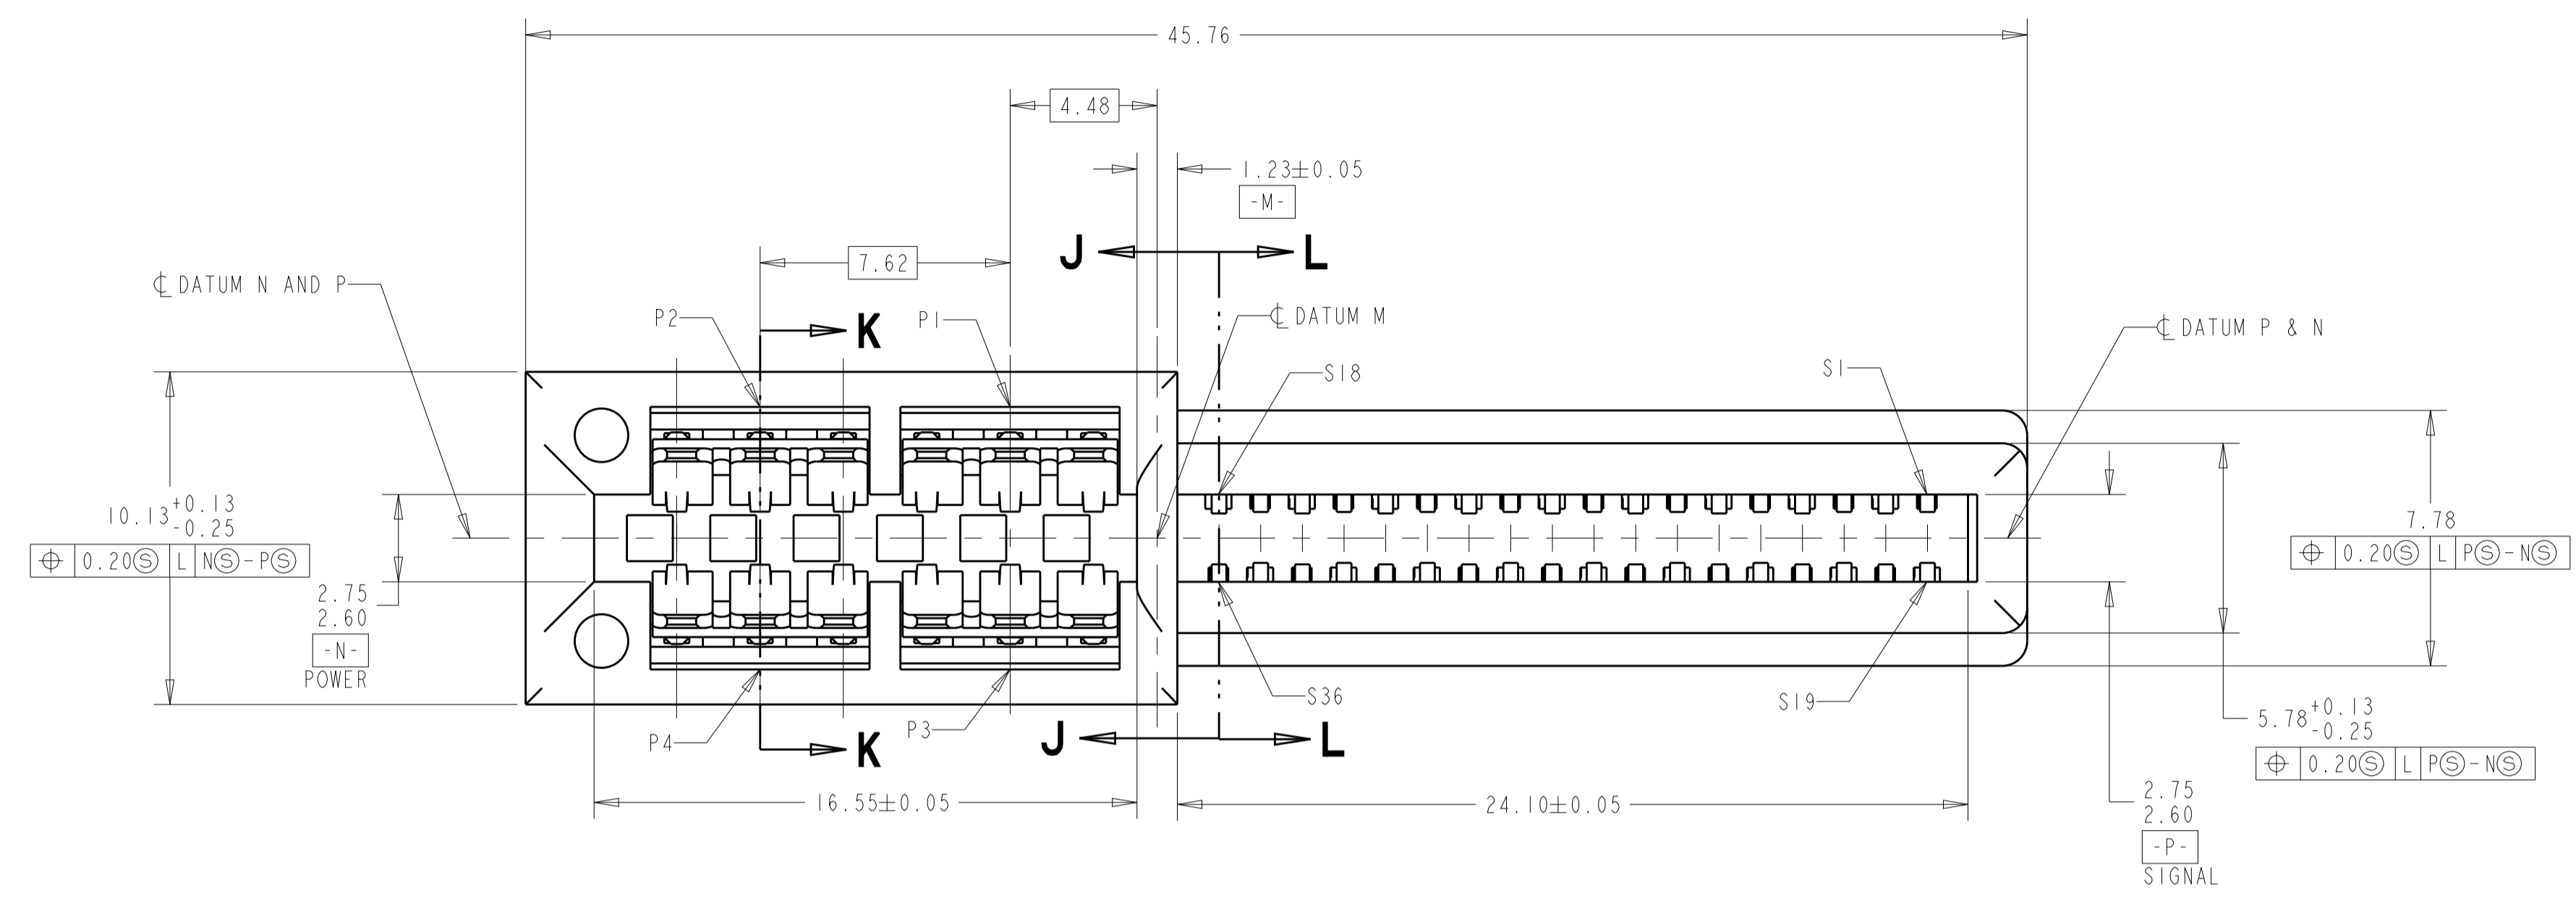 45.76
4.48
1.23±0.05
-M-
J
L
7.62
℄ DATUM N AND P
P2
K
P1
℄ DATUM M
℄ DATUM P & N
S18
S1
10.13 +0.13 -0.25
⌖ 0.20Ⓢ L NⓈ-PⓈ
2.75
2.60
-N-
POWER
7.78
⌖ 0.20Ⓢ L PⓈ-NⓈ
P4
K
P3
J
L
S36
S19
5.78 +0.13 -0.25
⌖ 0.20Ⓢ L PⓈ-NⓈ
16.55±0.05
24.10±0.05
2.75
2.60
-P-
SIGNAL